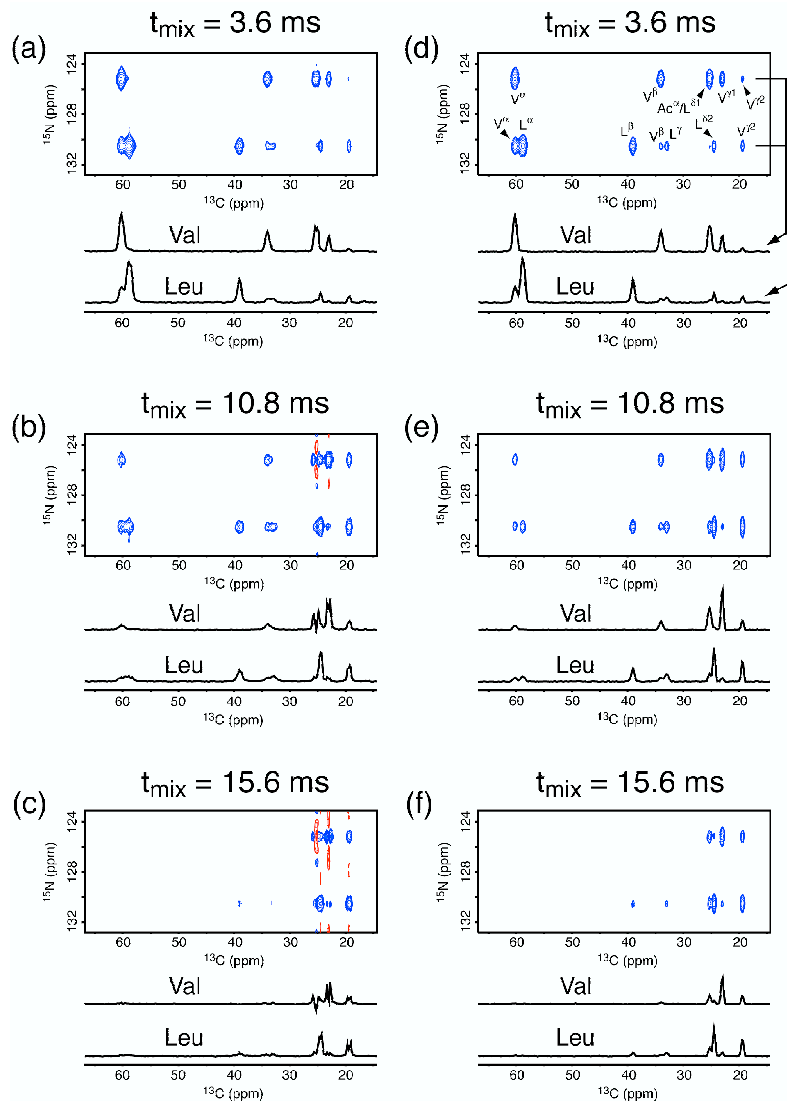 (a) t_mix = 3.6 ms
124
128
132
15N (ppm)
60 50 40 30 20
13C (ppm)
Val
Leu
60 50 40 30 20
13C (ppm)
(d) t_mix = 3.6 ms
124
128
132
15N (ppm)
Vα
Vβ
Acα/Lδ1
Vγ1
Vγ2
Vα Lα
Lβ
Vβ Lγ
Lδ2
Vγ2
60 50 40 30 20
13C (ppm)
Val
Leu
60 50 40 30 20
13C (ppm)
(b) t_mix = 10.8 ms
124
128
132
15N (ppm)
60 50 40 30 20
13C (ppm)
Val
Leu
60 50 40 30 20
13C (ppm)
(e) t_mix = 10.8 ms
124
128
132
15N (ppm)
60 50 40 30 20
13C (ppm)
Val
Leu
60 50 40 30 20
13C (ppm)
(c) t_mix = 15.6 ms
124
128
132
15N (ppm)
60 50 40 30 20
13C (ppm)
Val
Leu
60 50 40 30 20
13C (ppm)
(f) t_mix = 15.6 ms
124
128
132
15N (ppm)
60 50 40 30 20
13C (ppm)
Val
Leu
60 50 40 30 20
13C (ppm)